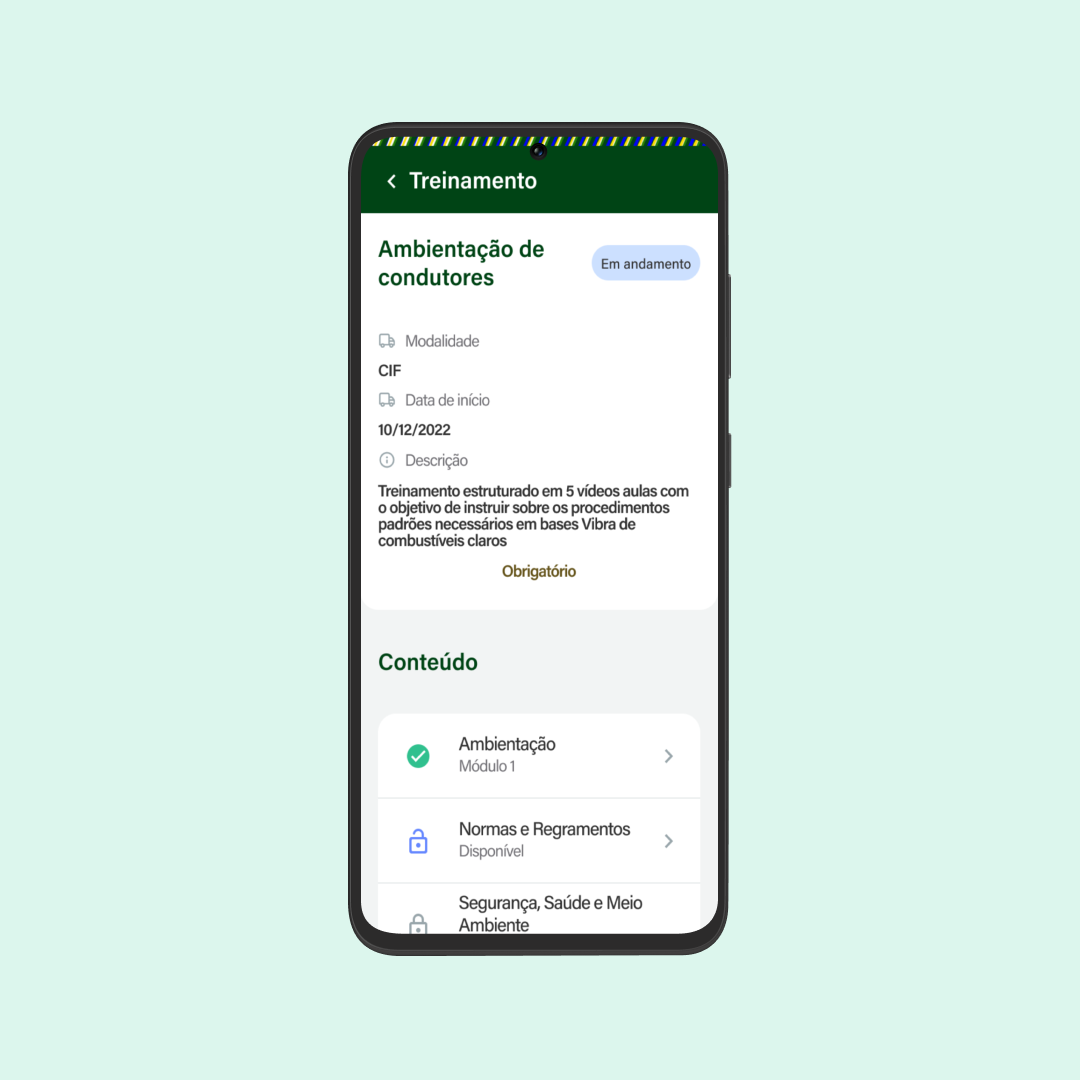 Treinamento
Ambientação de
condutores
Em andamento
Modalidade
CIF
Data de início
10/12/2022
Descrição
Treinamento estruturado em 5 vídeos aulas com
o objetivo de instruir sobre os procedimentos
padrões necessários em bases Vibra de
combustíveis claros
Obrigatório
Conteúdo
Ambientação
Módulo 1
Normas e Regramentos
Disponível
Segurança, Saúde e Meio
Ambiente